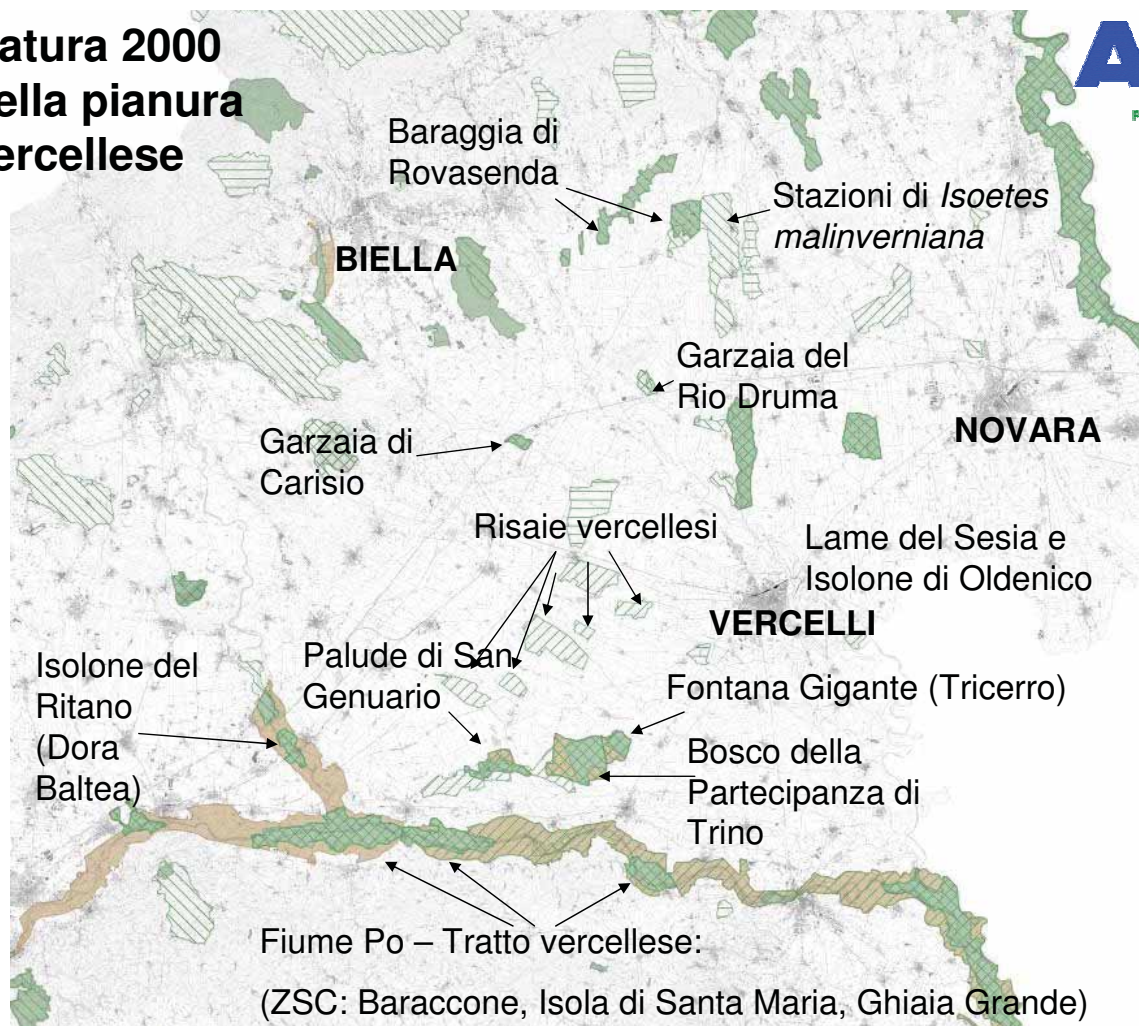 atura 2000
ella pianura
ercellese
A
Baraggia di
Rovasenda
Stazioni di Isoetes
malinverniana
BIELLA
Garzaia del
Rio Druma
NOVARA
Garzaia di
Carisio
Risaie vercellesi
Lame del Sesia e
Isolone di Oldenico
VERCELLI
Isolone del
Ritano
(Dora
Baltea)
Palude di San
Genuario
Fontana Gigante (Tricerro)
Bosco della
Partecipanza di
Trino
Fiume Po – Tratto vercellese:
(ZSC: Baraccone, Isola di Santa Maria, Ghiaia Grande)